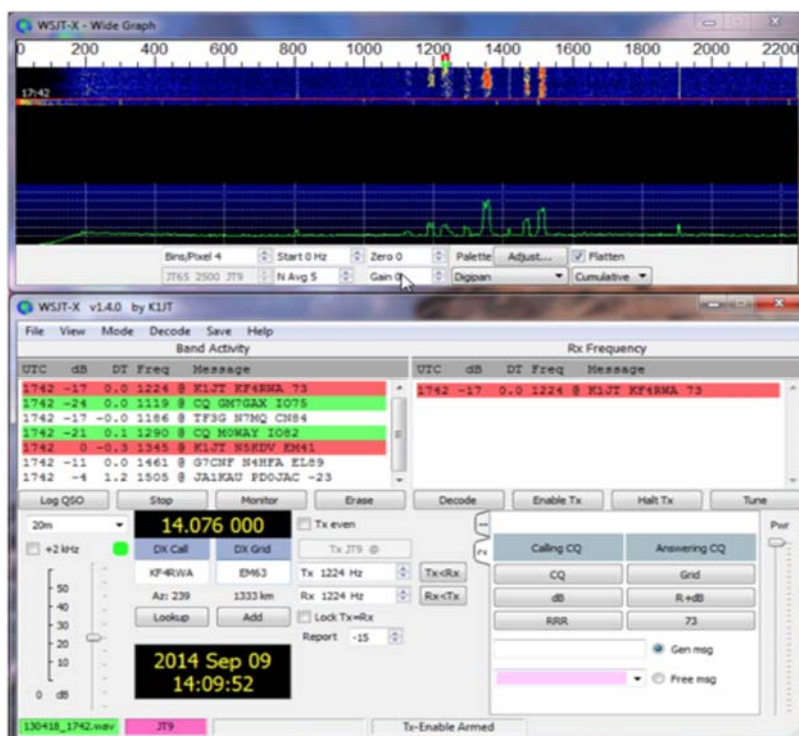 WSJT-X - Wide Graph
0 200 400 600 800 1000 1200 1400 1600 1800 2000 2200
17:42
Bins/Pixel 4 Start 0 Hz Zero 0 Palette Adjust... Flatten
JT65 2500 JT9 N Avg 5 Gain 0 Digipan Cumulative
WSJT-X v1.4.0 by K1JT
File View Mode Decode Save Help
Band Activity Rx Frequency
UTC dB DT Freq Message UTC dB DT Freq Message
1742 -17 0.0 1224 @ K1JT KF4RWA 73 1742 -17 0.0 1224 @ K1JT KF4RWA 73
1742 -24 0.0 1119 @ CQ GM7GAX IO75
1742 -17 -0.0 1186 @ TF3G N7MQ CN84
1742 -21 0.1 1290 @ CQ M0WAY IO82
1742 0 -0.3 1345 @ K1JT N5KDV EM41
1742 -11 0.0 1461 @ G7CNF N4HFA EL89
1742 -4 1.2 1505 @ JA1KAU PD0JAC -23
Log QSO Stop Monitor Erase Decode Enable Tx Halt Tx Tune
20m 14.076 000 Tx even 1 Pwr
+2 kHz DX Call DX Grid Tx JT9 @ 2 Calling CQ Answering CQ
KF4RWA EM63 Tx 1224 Hz Tx<Rx CQ Grid
50 Az: 239 1333 km Rx 1224 Hz Rx<Tx dB R+dB
40 Lookup Add Lock Tx=Rx RRR 73
30 Report -15
20 2014 Sep 09 Gen msg
10 14:09:52 Free msg
0 dB
130418_1742.wav JT9 Tx-Enable Armed